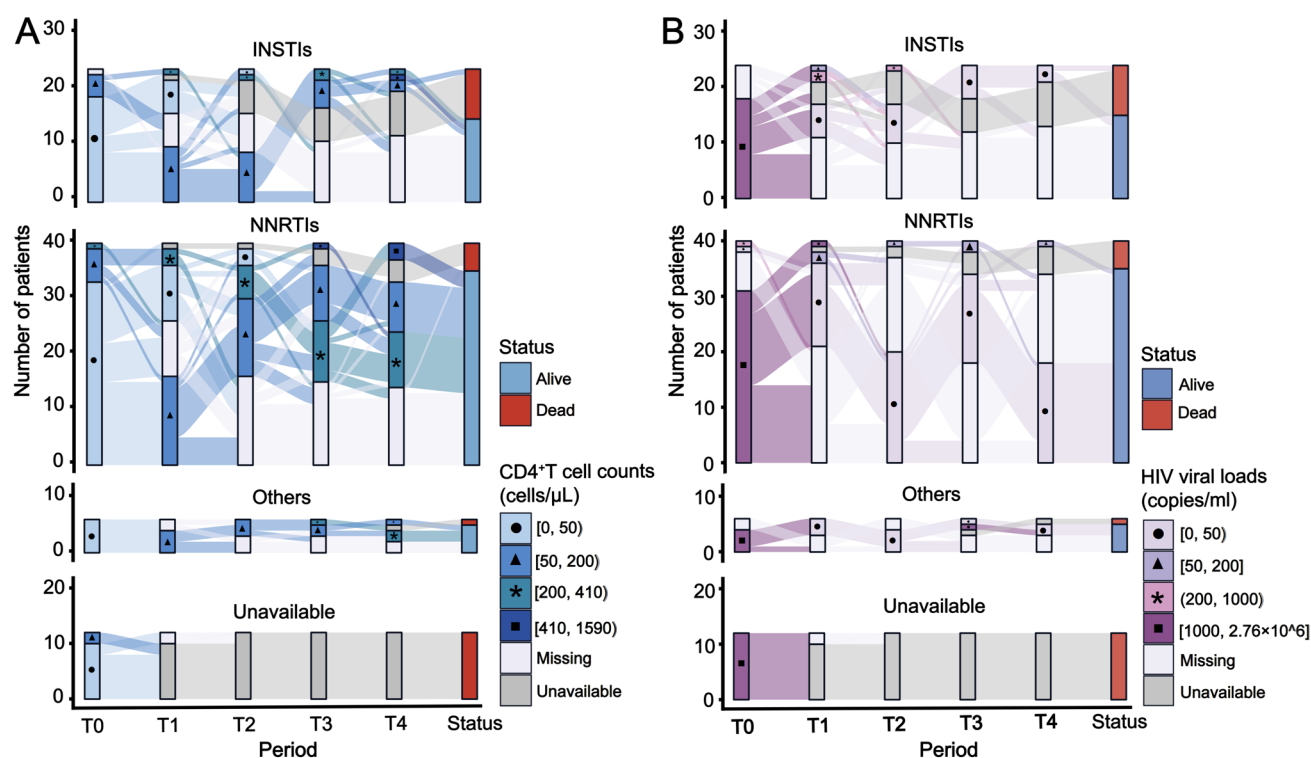 A
INSTIs
30
20
10
0
NNRTIs
40
30
20
10
0
Number of patients
Others
10
0
Unavailable
20
10
0
T0 T1 T2 T3 T4 Status
Period
Status
Alive
Dead
CD4⁺T cell counts
(cells/μL)
[0, 50)
[50, 200)
[200, 410)
[410, 1590)
Missing
Unavailable
B
INSTIs
30
20
10
0
NNRTIs
40
30
20
10
0
Number of patients
Others
10
0
Unavailable
20
10
0
T0 T1 T2 T3 T4 Status
Period
Status
Alive
Dead
HIV viral loads
(copies/ml)
[0, 50)
[50, 200]
(200, 1000)
[1000, 2.76×10^6]
Missing
Unavailable